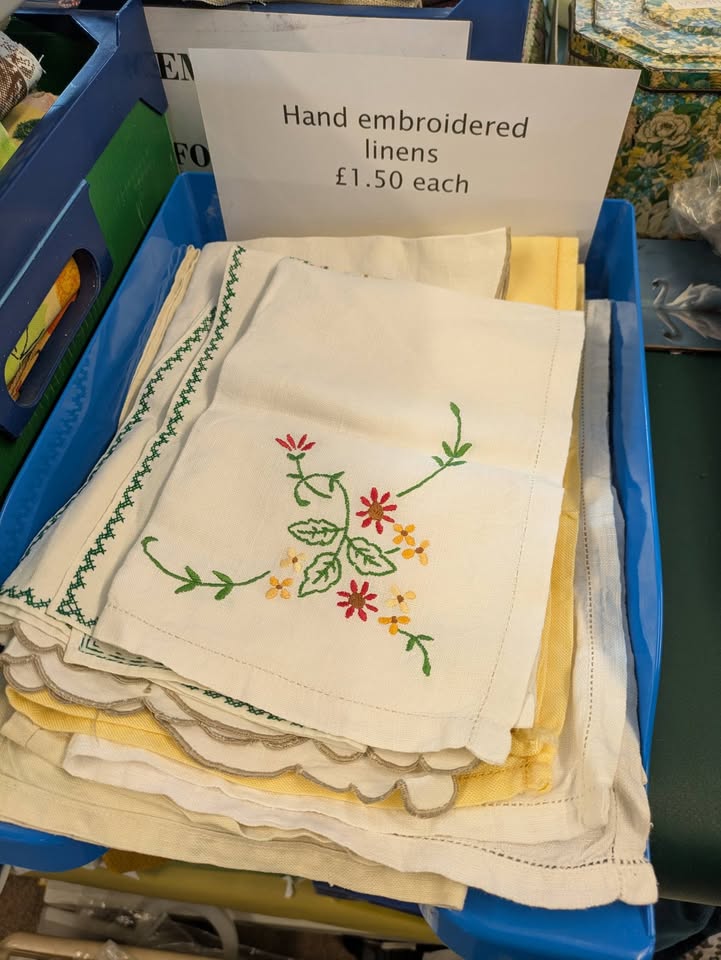 Hand embroidered
linens
£1.50 each